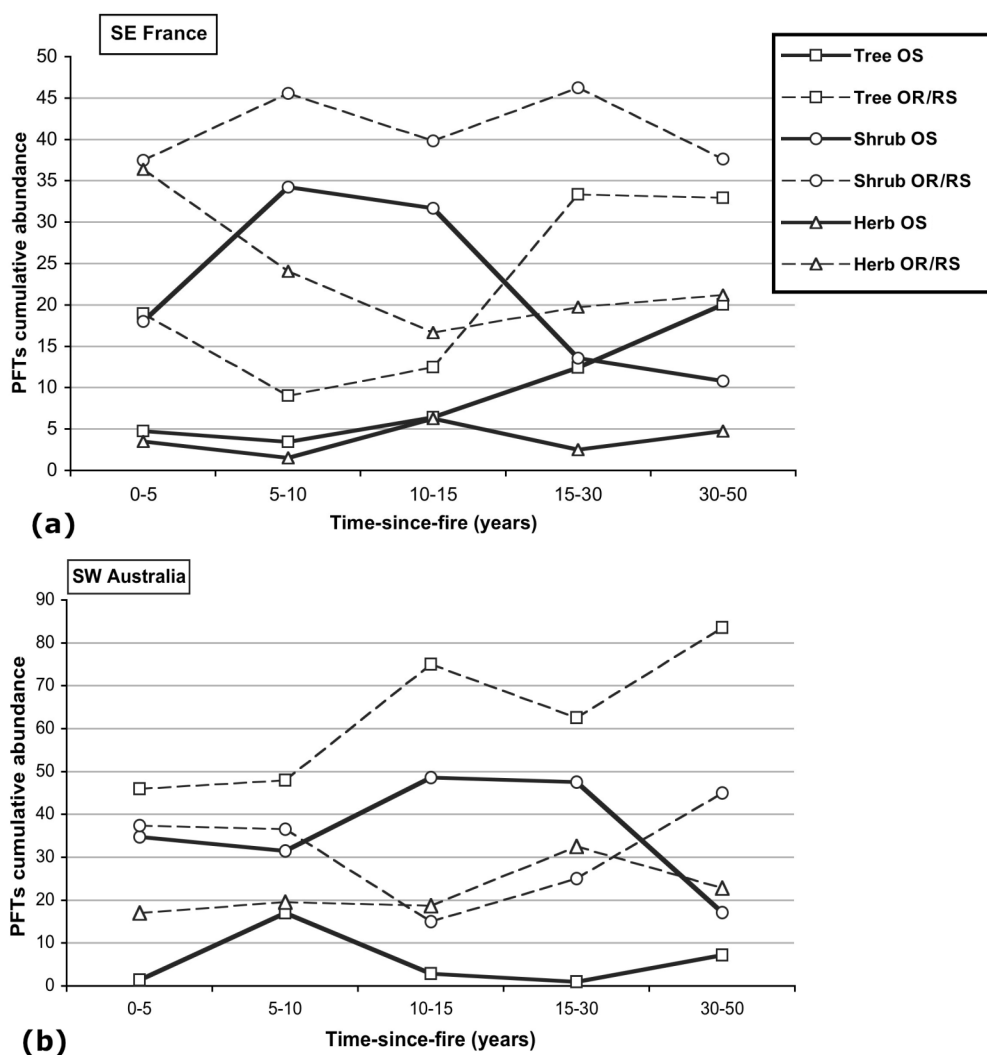 SE France
50
45
40
35
30
25
20
15
10
5
0
PFTs cumulative abundance
0-5 5-10 10-15 15-30 30-50
Time-since-fire (years)
(a)
Tree OS
Tree OR/RS
Shrub OS
Shrub OR/RS
Herb OS
Herb OR/RS
SW Australia
90
80
70
60
50
40
30
20
10
0
PFTs cumulative abundance
0-5 5-10 10-15 15-30 30-50
Time-since-fire (years)
(b)